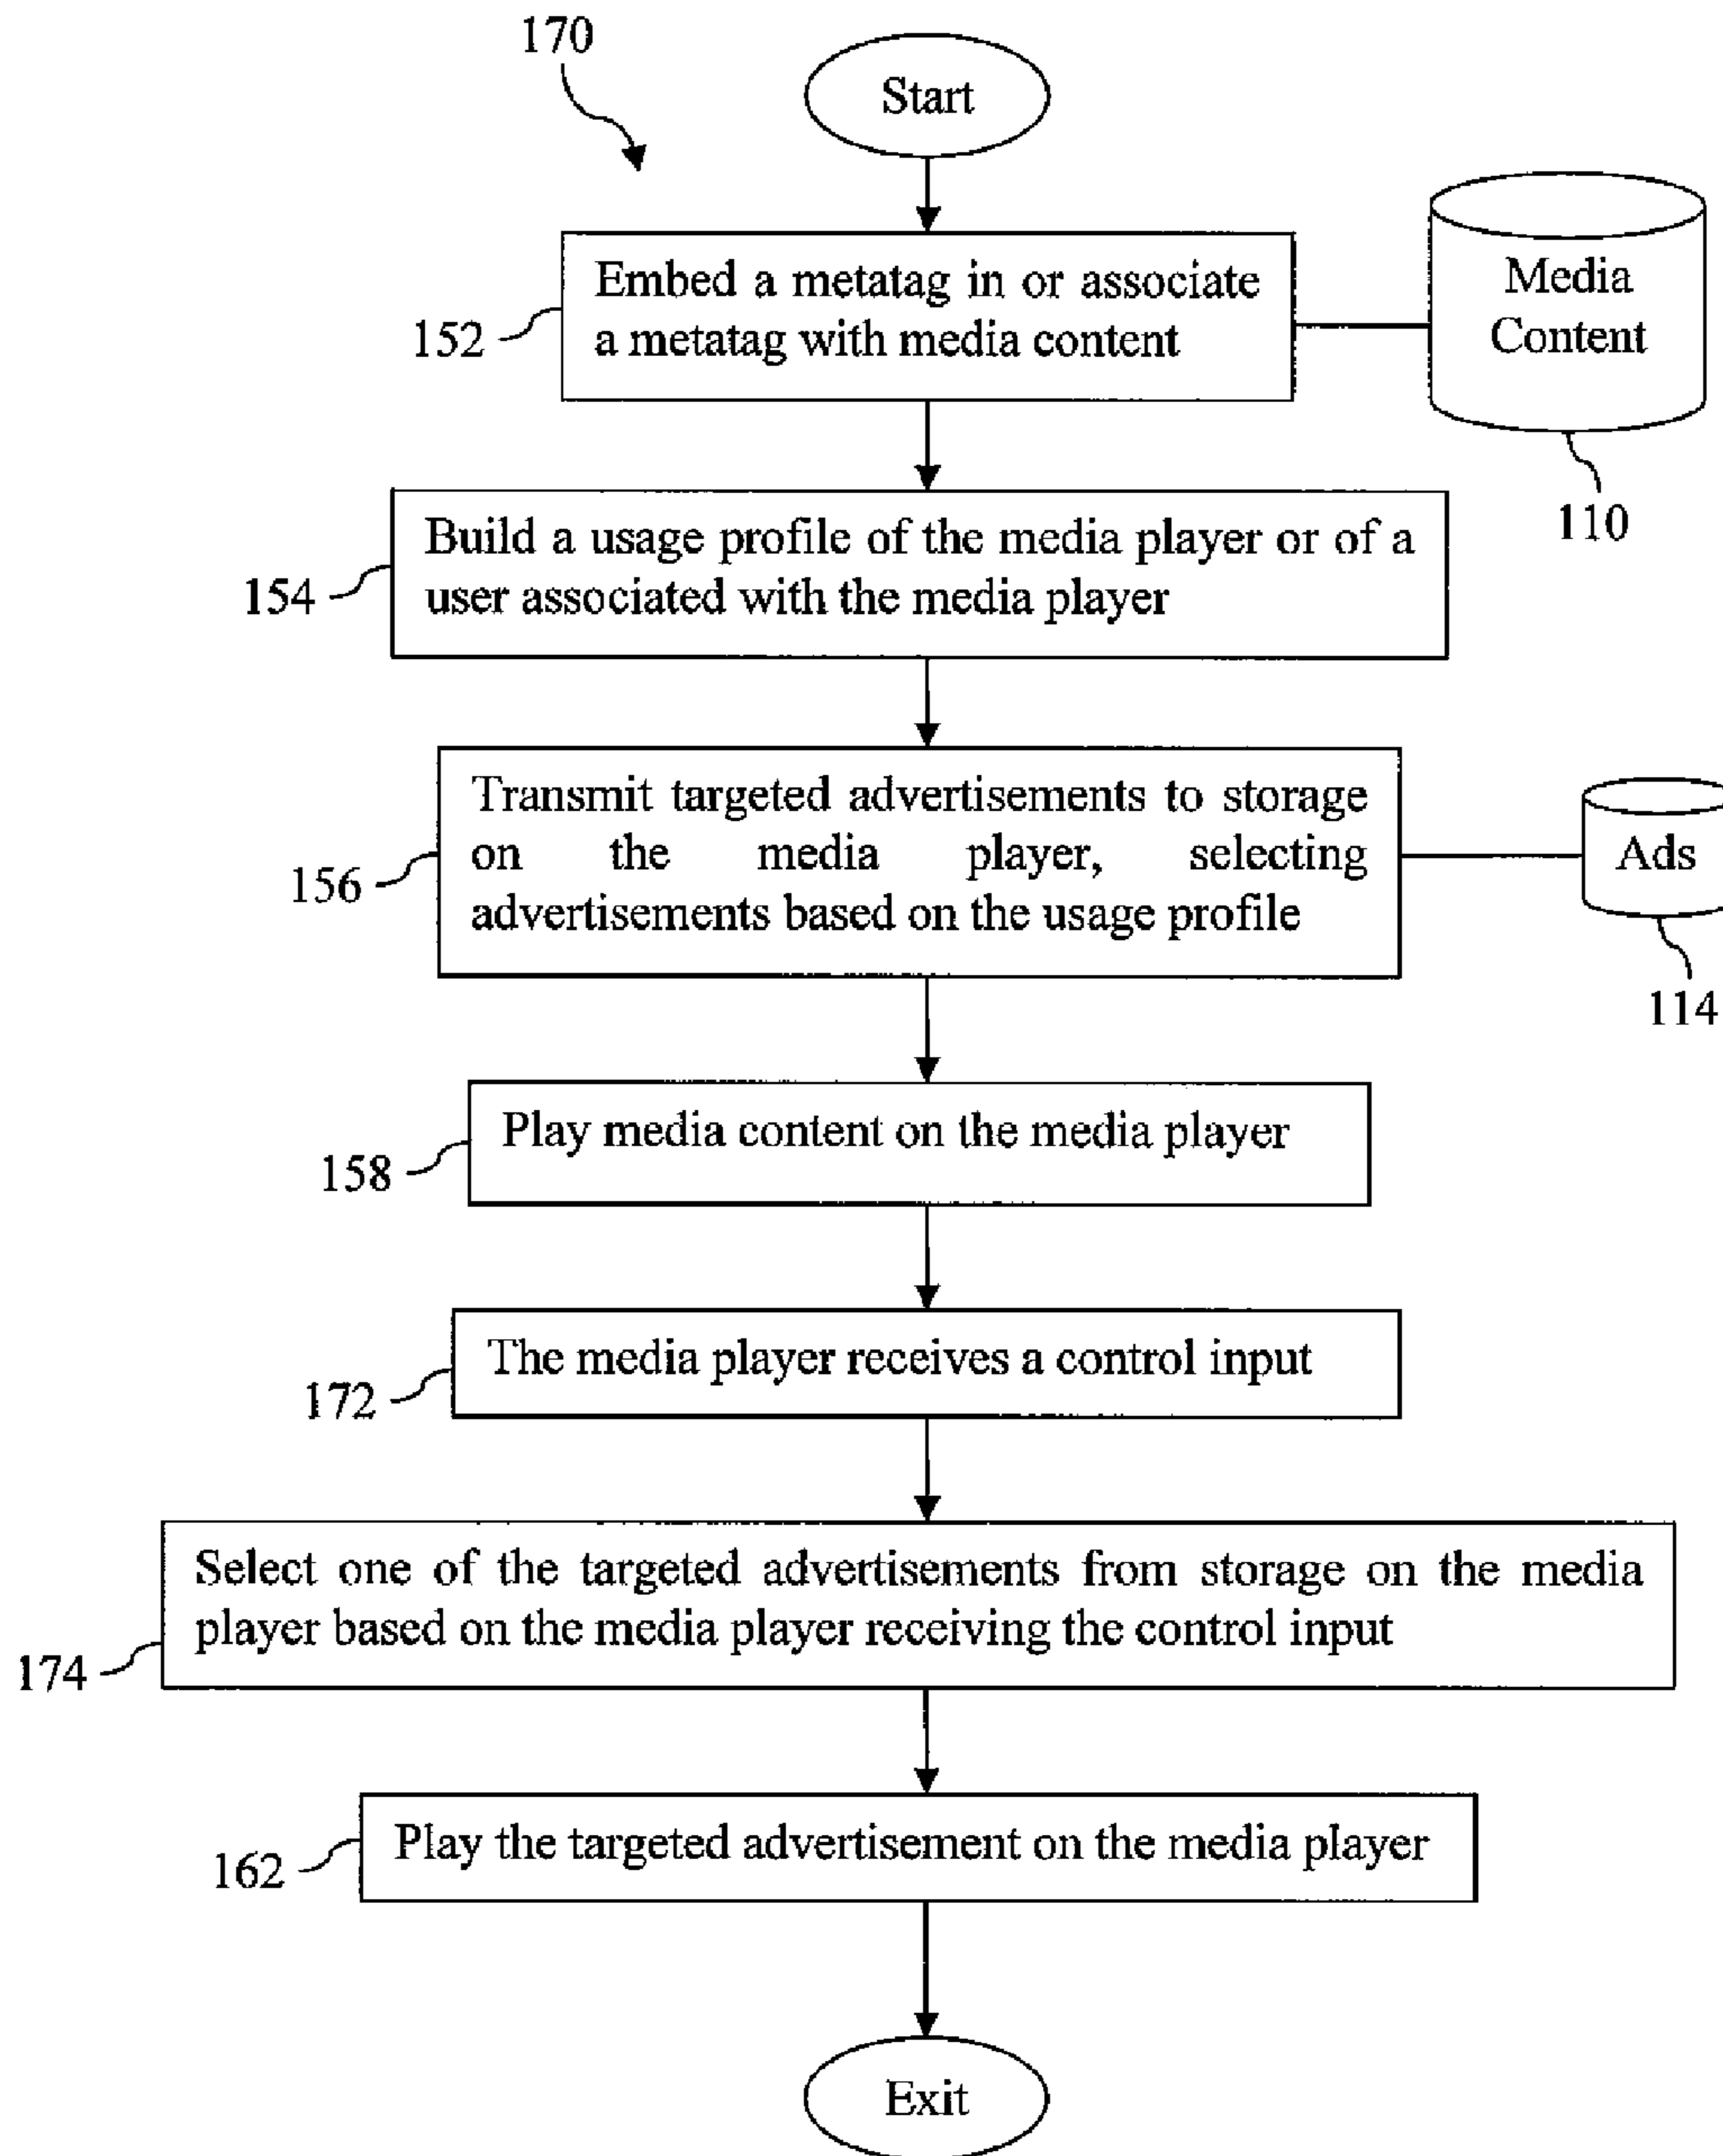 170
Start
Embed a metatag in or associate
a metatag with media content
152
Media
Content
110
Build a usage profile of the media player or of a
user associated with the media player
154
Transmit targeted advertisements to storage
on the media player, selecting
advertisements based on the usage profile
156
Ads
114
Play media content on the media player
158
The media player receives a control input
172
Select one of the targeted advertisements from storage on the media
player based on the media player receiving the control input
174
Play the targeted advertisement on the media player
162
Exit